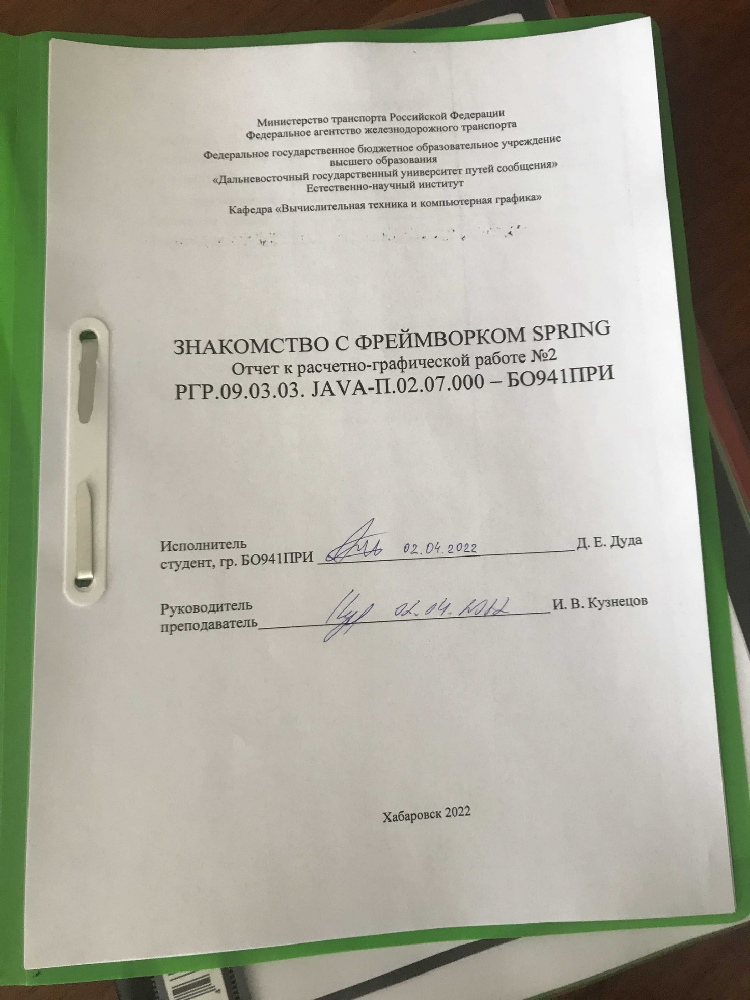 Министерство транспорта Российской Федерации
Федеральное агентство железнодорожного транспорта
Федеральное государственное бюджетное образовательное учреждение
высшего образования
«Дальневосточный государственный университет путей сообщения»
Естественно-научный институт
Кафедра «Вычислительная техника и компьютерная графика»
ЗНАКОМСТВО С ФРЕЙМВОРКОМ SPRING
Отчет к расчетно-графической работе №2
РГР.09.03.03. JAVA-П.02.07.000 – БО941ПРИ
Исполнитель
студент, гр. БО941ПРИ 02.04.2022 Д. Е. Дуда
Руководитель
преподаватель 02.04.2022 И. В. Кузнецов
Хабаровск 2022